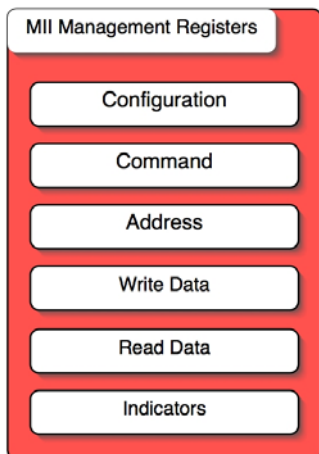 MII Management Registers
Configuration
Command
Address
Write Data
Read Data
Indicators